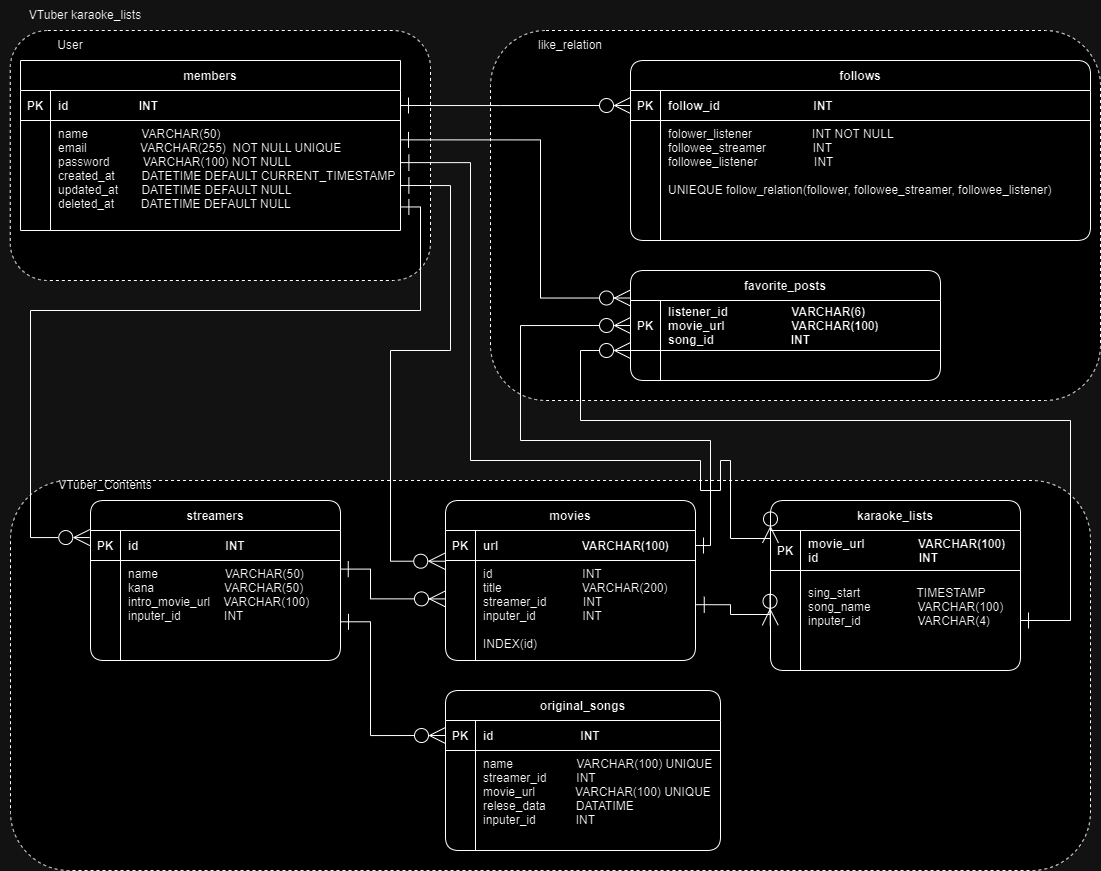 VTuber karaoke_lists
User
members
PK id INT
name VARCHAR(50)
email VARCHAR(255) NOT NULL UNIQUE
password VARCHAR(100) NOT NULL
created_at DATETIME DEFAULT CURRENT_TIMESTAMP
updated_at DATETIME DEFAULT NULL
deleted_at DATETIME DEFAULT NULL
like_relation
follows
PK follow_id INT
folower_listener INT NOT NULL
followee_streamer INT
followee_listener INT
UNIEQUE follow_relation(follower, followee_streamer, followee_listener)
favorite_posts
listener_id VARCHAR(6)
PK movie_url VARCHAR(100)
song_id INT
VTuber_Contents
streamers
PK id INT
name VARCHAR(50)
kana VARCHAR(50)
intro_movie_url VARCHAR(100)
inputer_id INT
movies
PK url VARCHAR(100)
id INT
title VARCHAR(200)
streamer_id INT
inputer_id INT
INDEX(id)
karaoke_lists
PK movie_url VARCHAR(100)
id INT
sing_start TIMESTAMP
song_name VARCHAR(100)
inputer_id VARCHAR(4)
original_songs
PK id INT
name VARCHAR(100) UNIQUE
streamer_id INT
movie_url VARCHAR(100) UNIQUE
relese_data DATATIME
inputer_id INT